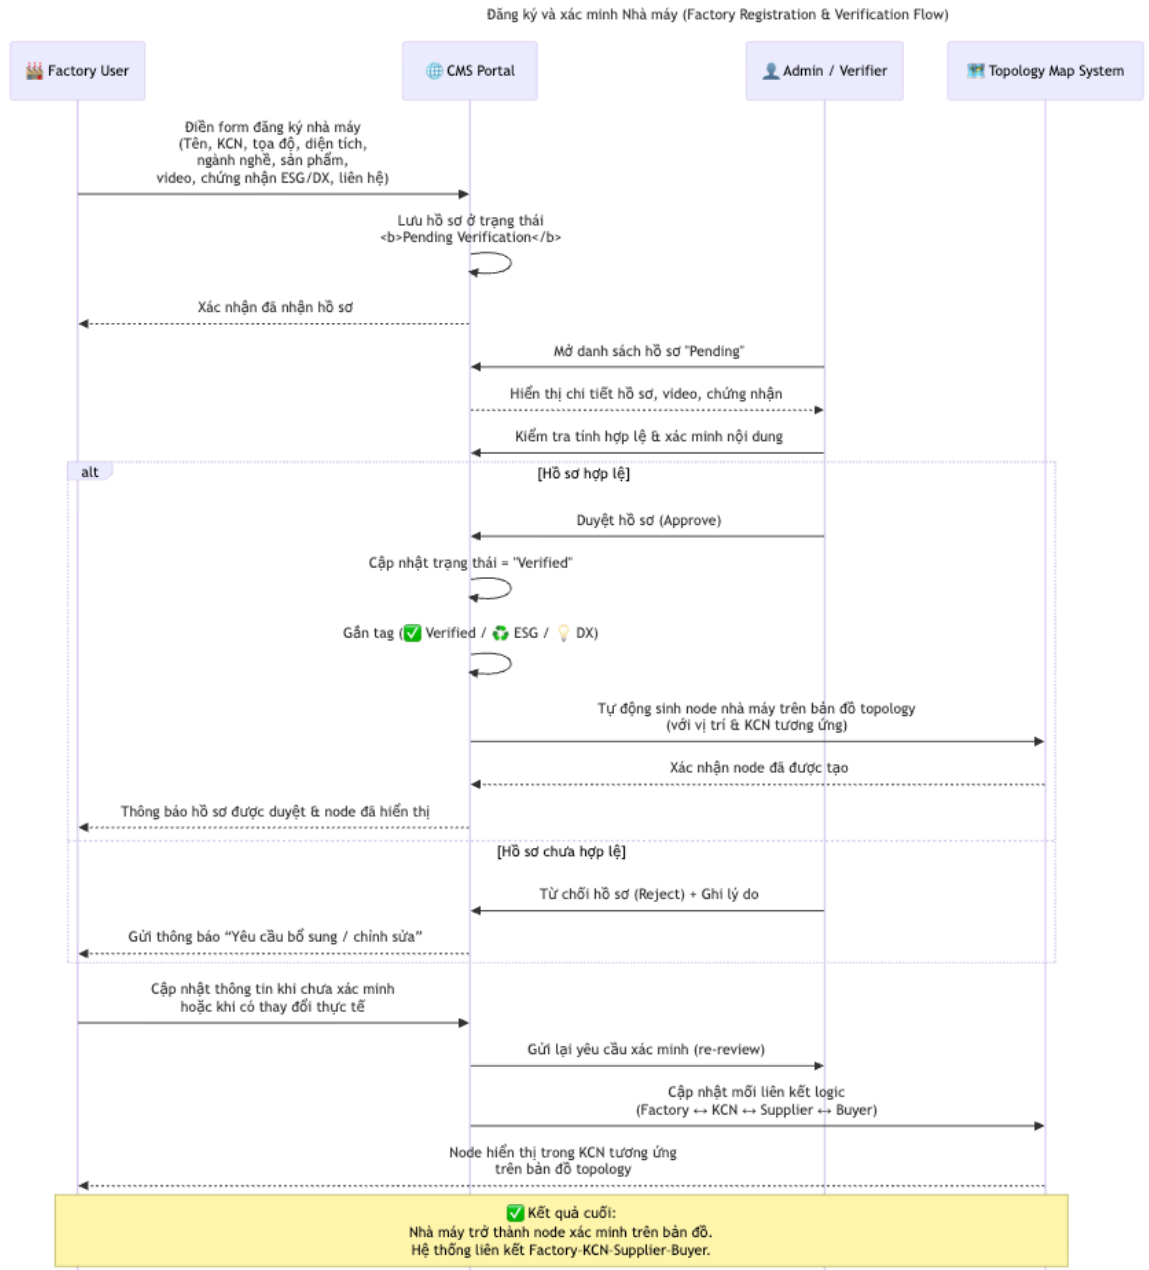 Đăng ký và xác minh Nhà máy (Factory Registration & Verification Flow)
Factory User
CMS Portal
Admin / Verifier
Topology Map System
Điền form đăng ký nhà máy
(Tên, KCN, tọa độ, diện tích,
ngành nghề, sản phẩm,
video, chứng nhận ESG/DX, liên hệ)
Lưu hồ sơ ở trạng thái
<b>Pending Verification</b>
Xác nhận đã nhận hồ sơ
Mở danh sách hồ sơ "Pending"
Hiển thị chi tiết hồ sơ, video, chứng nhận
Kiểm tra tính hợp lệ & xác minh nội dung
alt
[Hồ sơ hợp lệ]
Duyệt hồ sơ (Approve)
Cập nhật trạng thái = "Verified"
Gắn tag (✅ Verified / ♻️ ESG / 💡 DX)
Tự động sinh node nhà máy trên bản đồ topology
(với vị trí & KCN tương ứng)
Xác nhận node đã được tạo
Thông báo hồ sơ được duyệt & node đã hiển thị
[Hồ sơ chưa hợp lệ]
Từ chối hồ sơ (Reject) + Ghi lý do
Gửi thông báo “Yêu cầu bổ sung / chỉnh sửa”
Cập nhật thông tin khi chưa xác minh
hoặc khi có thay đổi thực tế
Gửi lại yêu cầu xác minh (re-review)
Cập nhật mối liên kết logic
(Factory ↔ KCN ↔ Supplier ↔ Buyer)
Node hiển thị trong KCN tương ứng
trên bản đồ topology
✅ Kết quả cuối:
Nhà máy trở thành node xác minh trên bản đồ.
Hệ thống liên kết Factory-KCN-Supplier-Buyer.